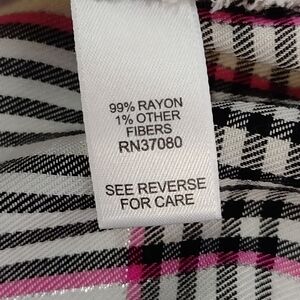 99% RAYON
1% OTHER
FIBERS
RN37080
SEE REVERSE
FOR CARE